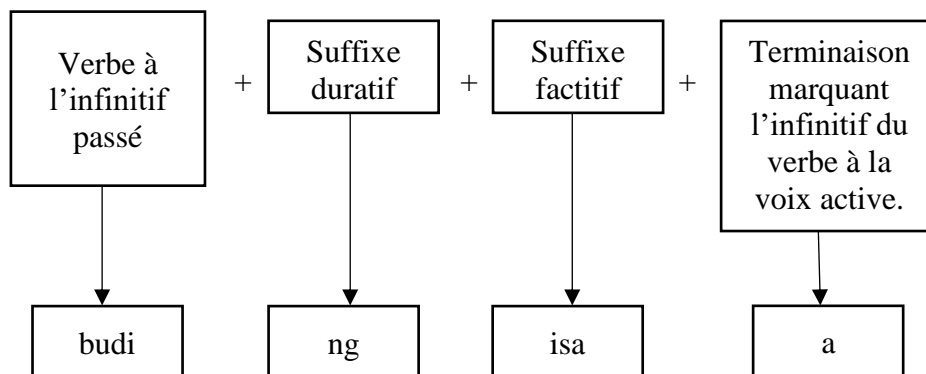 Verbe à
l’infinitif
passé
+
Suffixe
duratif
+
Suffixe
factitif
+
Terminaison
marquant
l’infinitif du
verbe à la
voix active.
budi
ng
isa
a